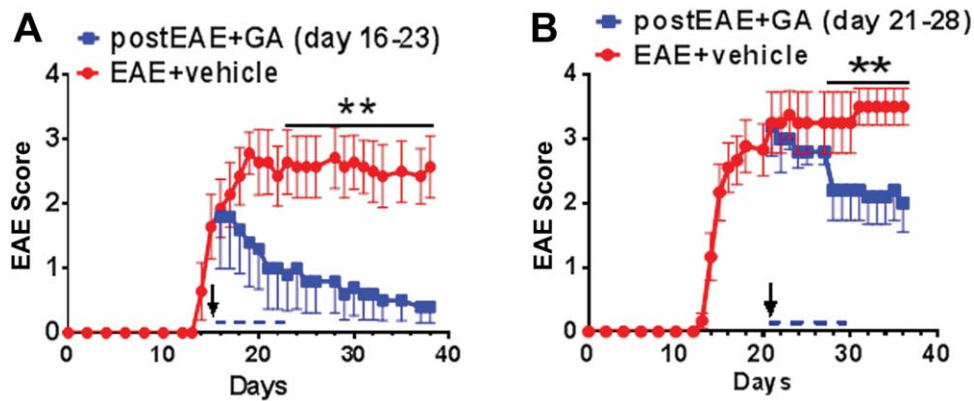 A
postEAE+GA (day 16-23)
EAE+vehicle
**
EAE Score
4
3
2
1
0
0 10 20 30 40
Days
B
postEAE+GA (day 21-28)
EAE+vehicle
**
EAE Score
4
3
2
1
0
0 10 20 30 40
Days